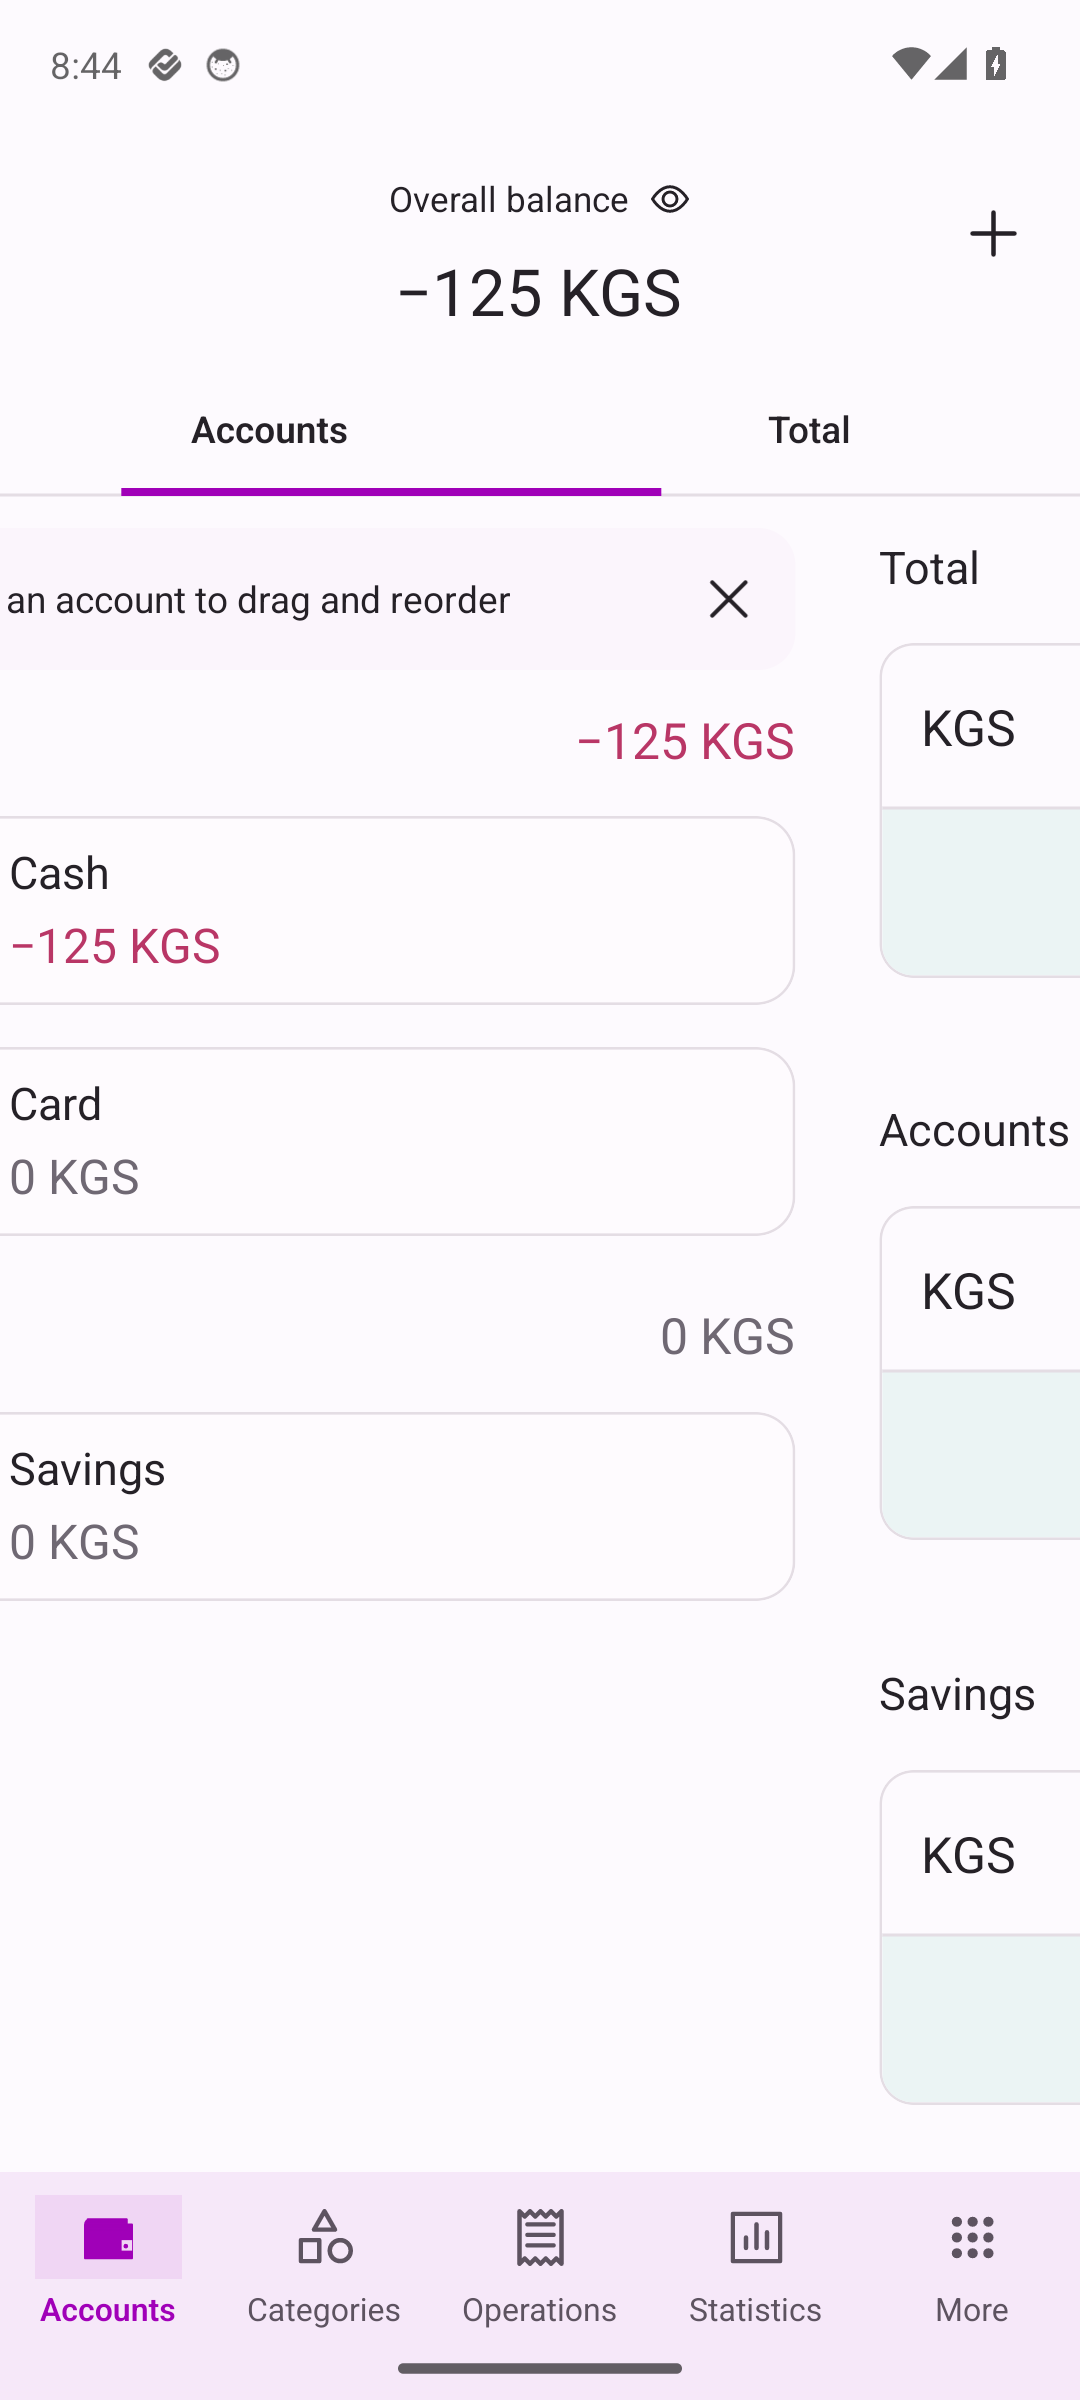 8:44
Overall balance
−125 KGS
Accounts
Total
an account to drag and reorder
−125 KGS
Cash
−125 KGS
Card
0 KGS
0 KGS
Savings
0 KGS
Total
KGS
Accounts
KGS
Savings
KGS
Accounts
Categories
Operations
Statistics
More